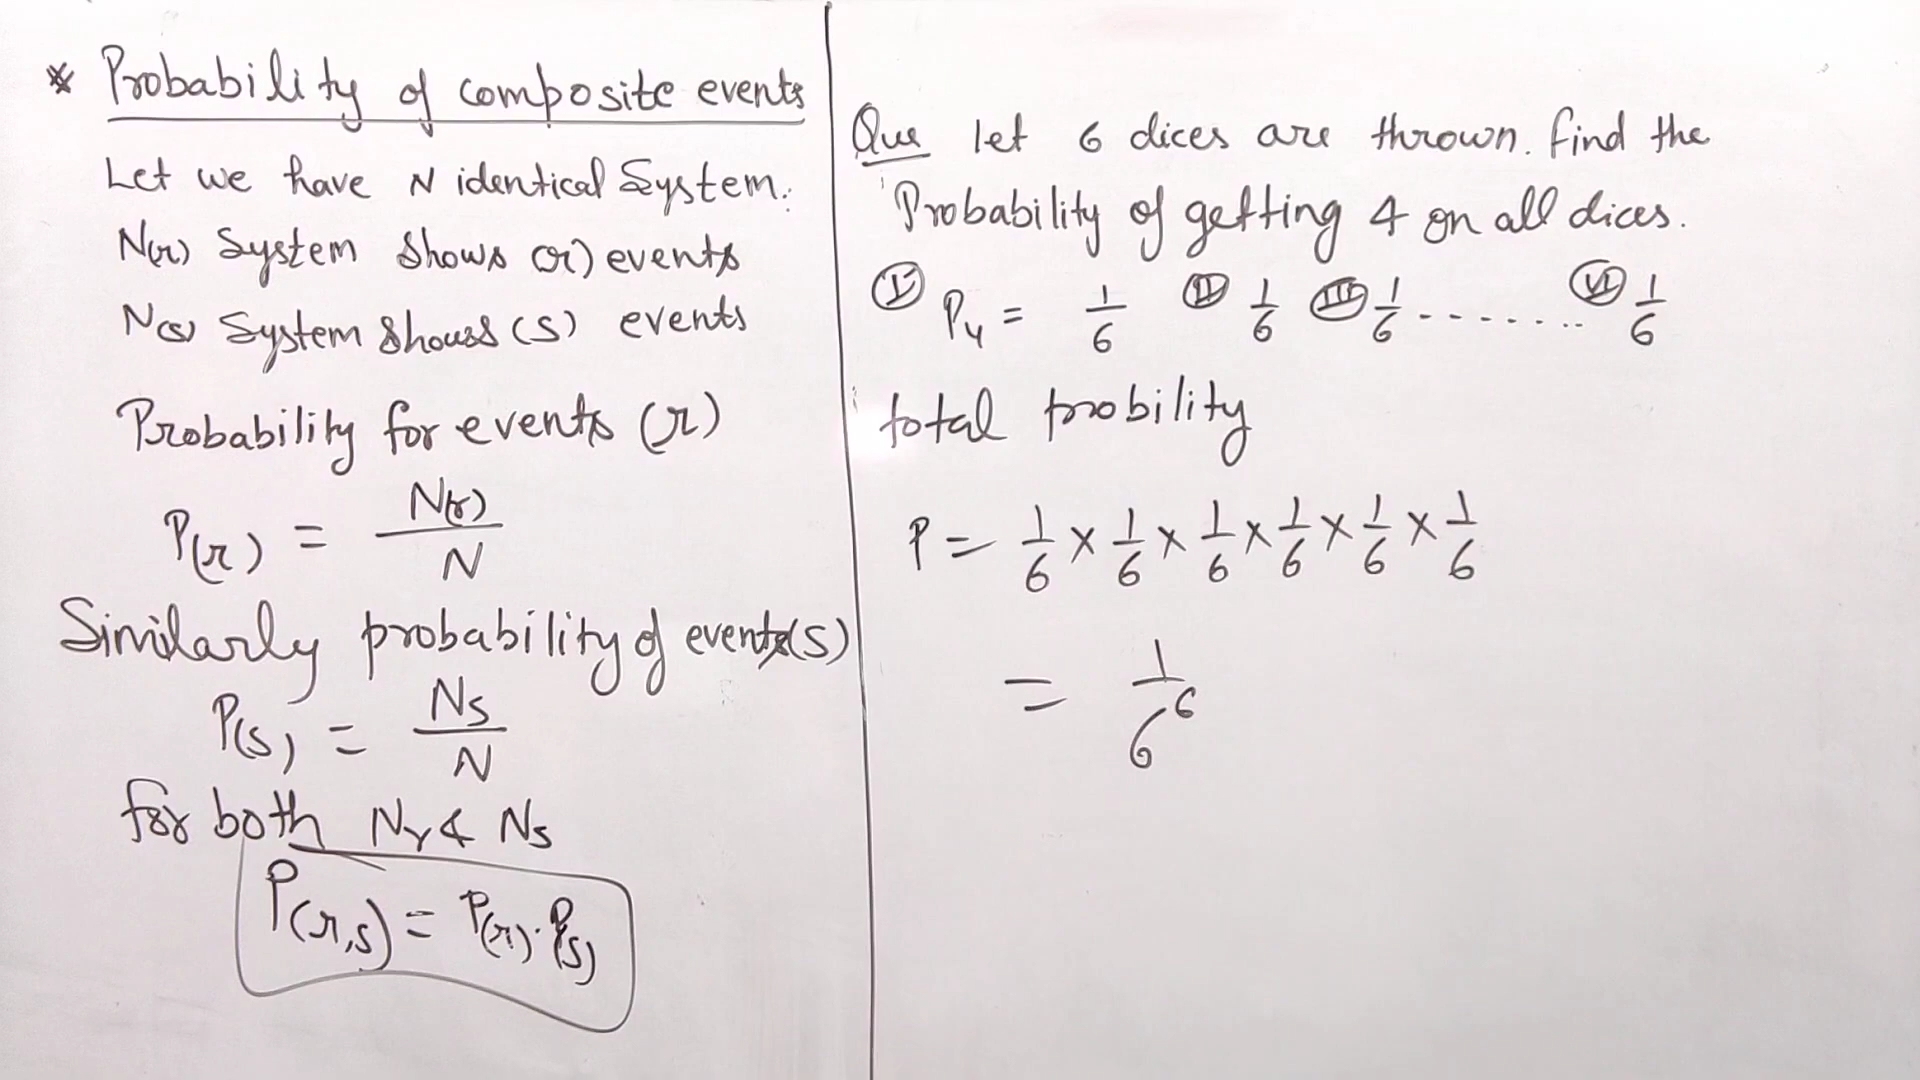 * Probability of composite events
Let we have N identical System.
N(r) System Shows (r) events
N(s) System Shows (S) events
Probability for events (r)
P(r) = N(r)/N
Similarly probability of events(s)
P(s) = Ns/N
for both Nr & Ns
P(r,s) = P(r) · P(s)
Que let 6 dices are thrown. find the
Probability of getting 4 on all dices.
(I) P4 = 1/6 (II) 1/6 (III) 1/6 ......... (VI) 1/6
total probility
P = 1/6 × 1/6 × 1/6 × 1/6 × 1/6 × 1/6
= 1/6⁶